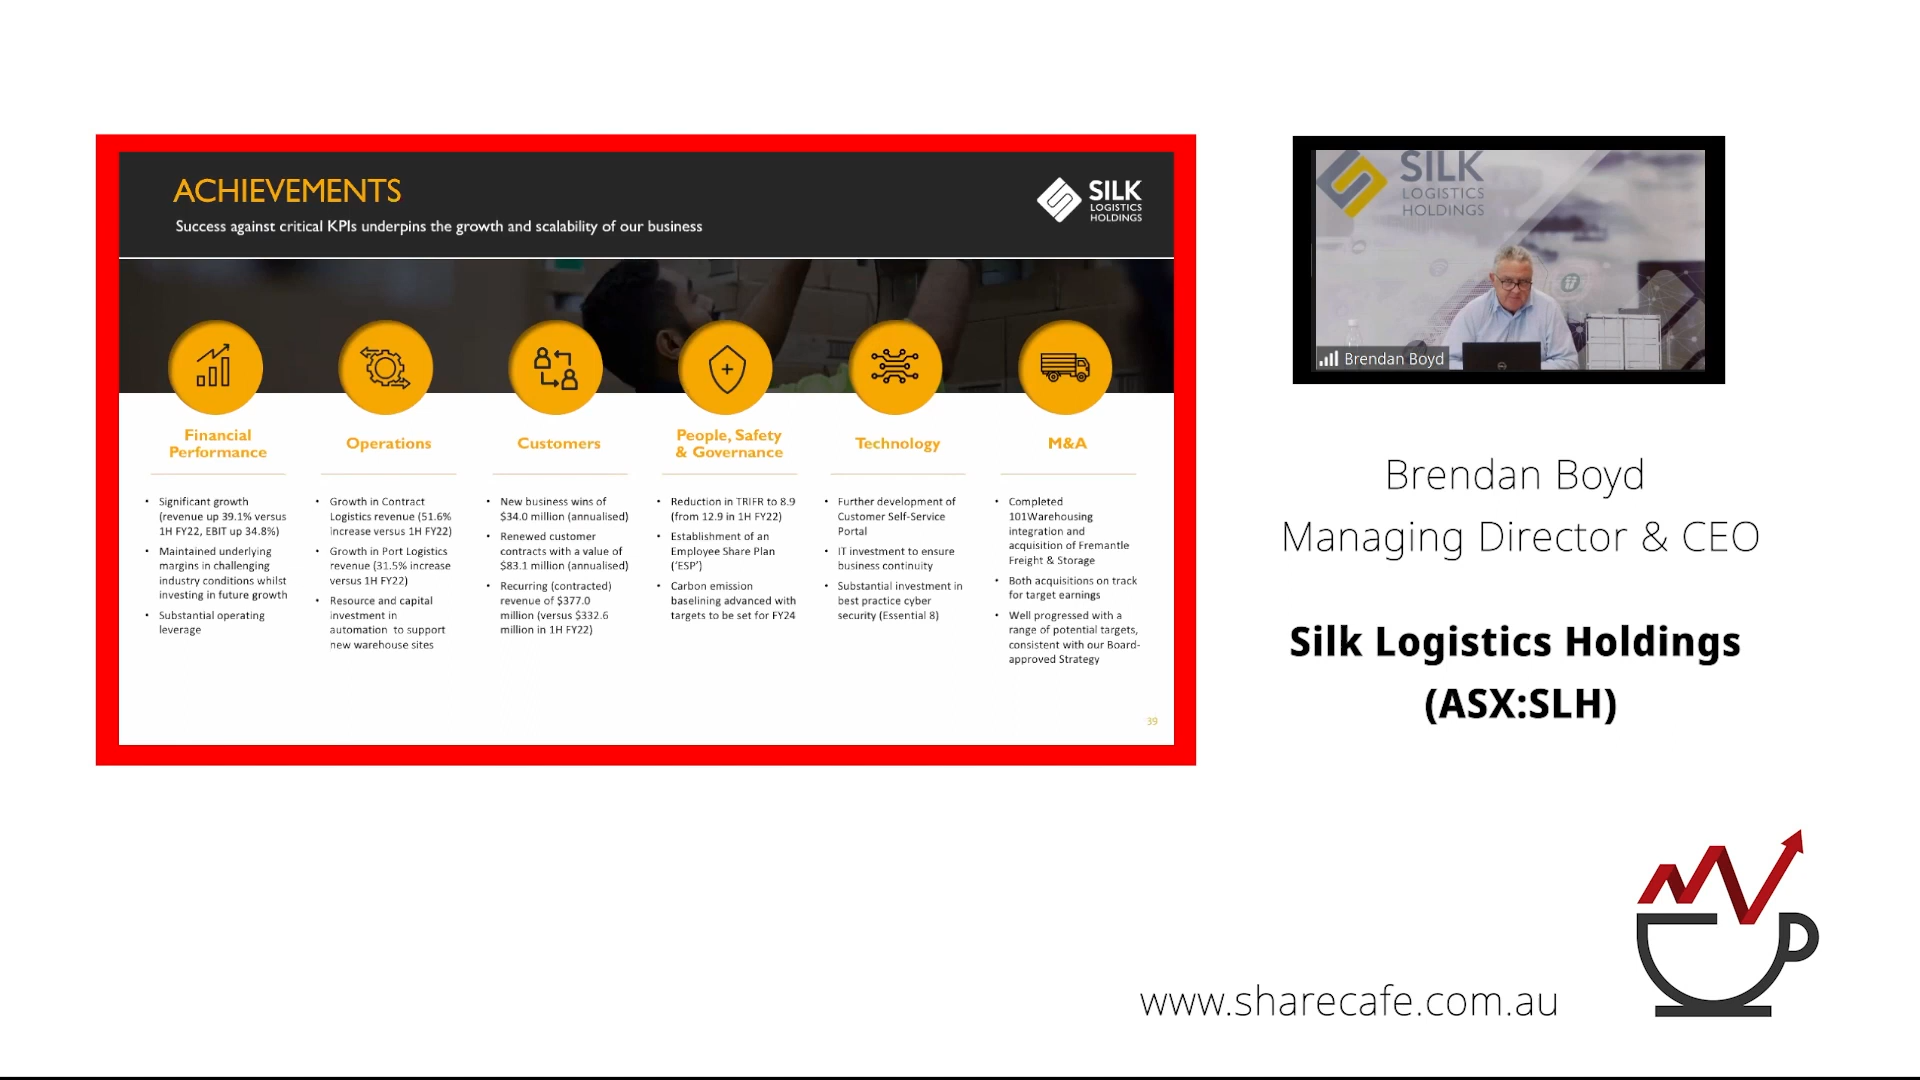 ACHIEVEMENTS
Success against critical KPIs underpins the growth and scalability of our business
SILK
LOGISTICS
HOLDINGS
Financial
Performance
• Significant growth
(revenue up 39.1% versus
1H FY22, EBIT up 34.8%)
• Maintained underlying
margins in challenging
industry conditions whilst
investing in future growth
• Substantial operating
leverage
Operations
• Growth in Contract
Logistics revenue (51.6%
increase versus 1H FY22)
• Growth in Port Logistics
revenue (31.5% increase
versus 1H FY22)
• Resource and capital
investment in
automation to support
new warehouse sites
Customers
• New business wins of
$34.0 million (annualised)
• Renewed customer
contracts with a value of
$83.1 million (annualised)
• Recurring (contracted)
revenue of $377.0
million (versus $332.6
million in 1H FY22)
People, Safety
& Governance
• Reduction in TRIFR to 8.9
(from 12.9 in 1H FY22)
• Establishment of an
Employee Share Plan
('ESP')
• Carbon emission
baselining advanced with
targets to be set for FY24
Technology
• Further development of
Customer Self-Service
Portal
• IT investment to ensure
business continuity
• Substantial investment in
best practice cyber
security (Essential 8)
M&A
• Completed
101Warehousing
integration and
acquisition of Fremantle
Freight & Storage
• Both acquisitions on track
for target earnings
• Well progressed with a
range of potential targets,
consistent with our Board-
approved Strategy
39
SILK
LOGISTICS
HOLDINGS
Brendan Boyd
Brendan Boyd
Managing Director & CEO
Silk Logistics Holdings
(ASX:SLH)
www.sharecafe.com.au